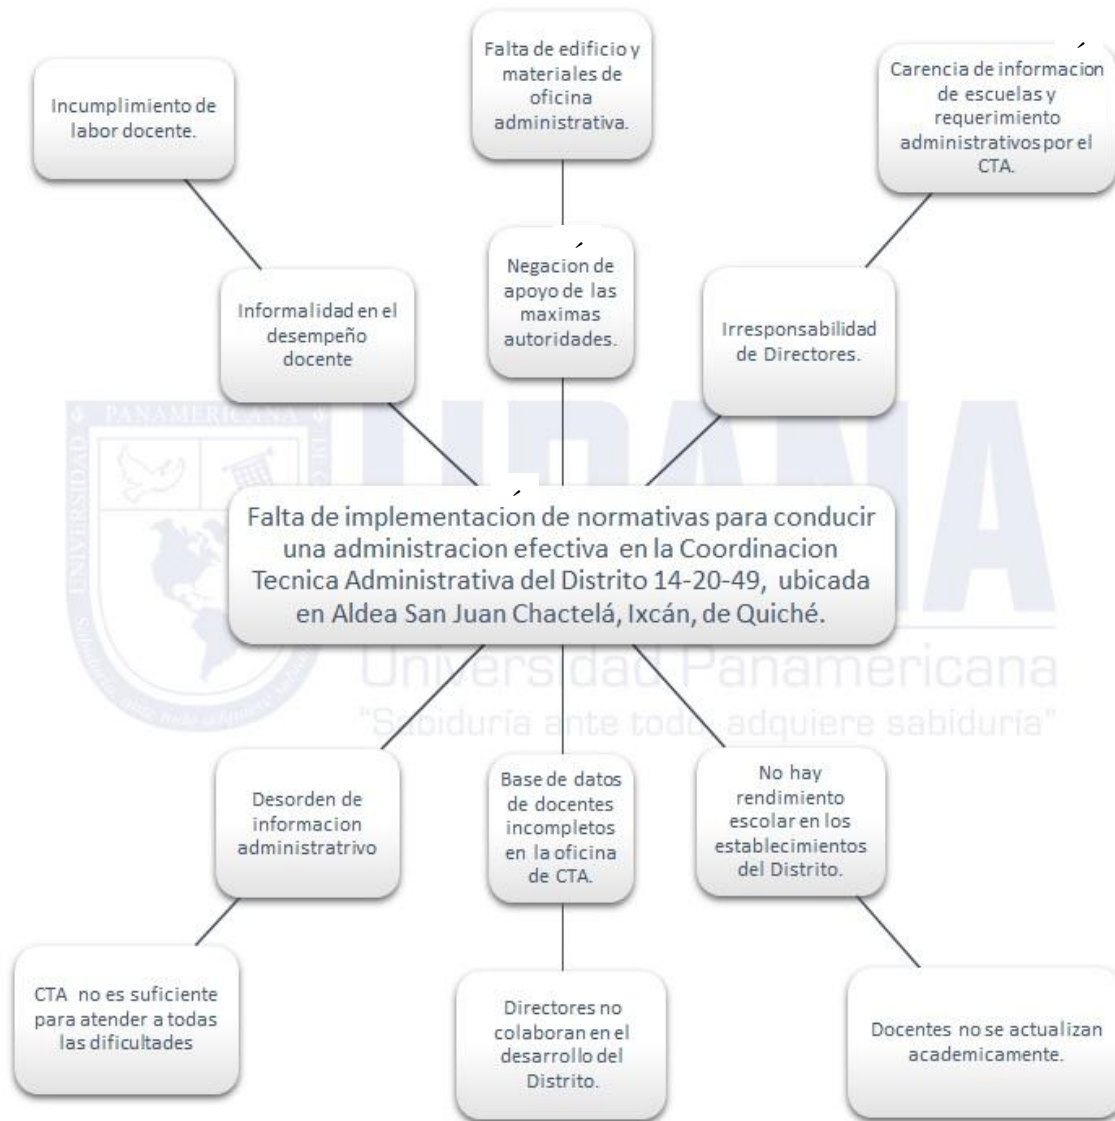 Falta de edificio y
materiales de
oficina
administrativa.
Incumplimiento de
labor docente.
Carencia de información
de escuelas y
requerimiento
administrativos por el
CTA.
Informalidad en el
desempeño
docente
Negación de
apoyo de las
maximas
autoridades.
Irresponsabilidad
de Directores.
Falta de implementación de normativas para conducir
una administracion efectiva en la Coordinacion
Tecnica Administrativa del Distrito 14-20-49, ubicada
en Aldea San Juan Chactelá, Ixcán, de Quiché.
Desorden de
informacion
administratrivo
Base de datos
de docentes
incompletos
en la oficina
de CTA.
No hay
rendimiento
escolar en los
establecimientos
del Distrito.
CTA no es suficiente
para atender a todas
las dificultades
Directores no
colaboran en el
desarrollo del
Distrito.
Docentes no se actualizan
academicamente.
UNIVERSIDAD PANAMERICANA
UPANA
Universidad Panamericana
"Sabiduría ante todo, adquiere sabiduría"